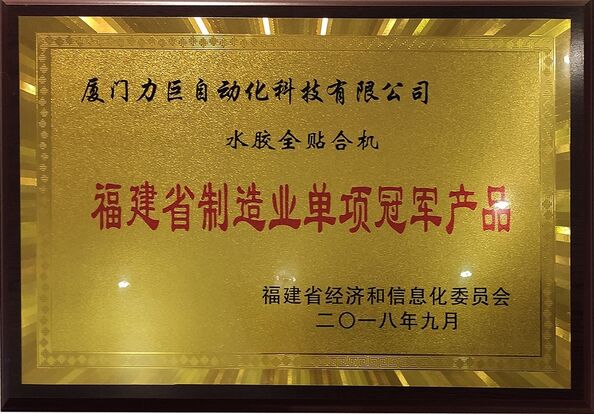 厦门力巨自动化科技有限公司
水胶全贴合机
福建省制造业单项冠军产品
福建省经济和信息化委员会
二〇一八年九月